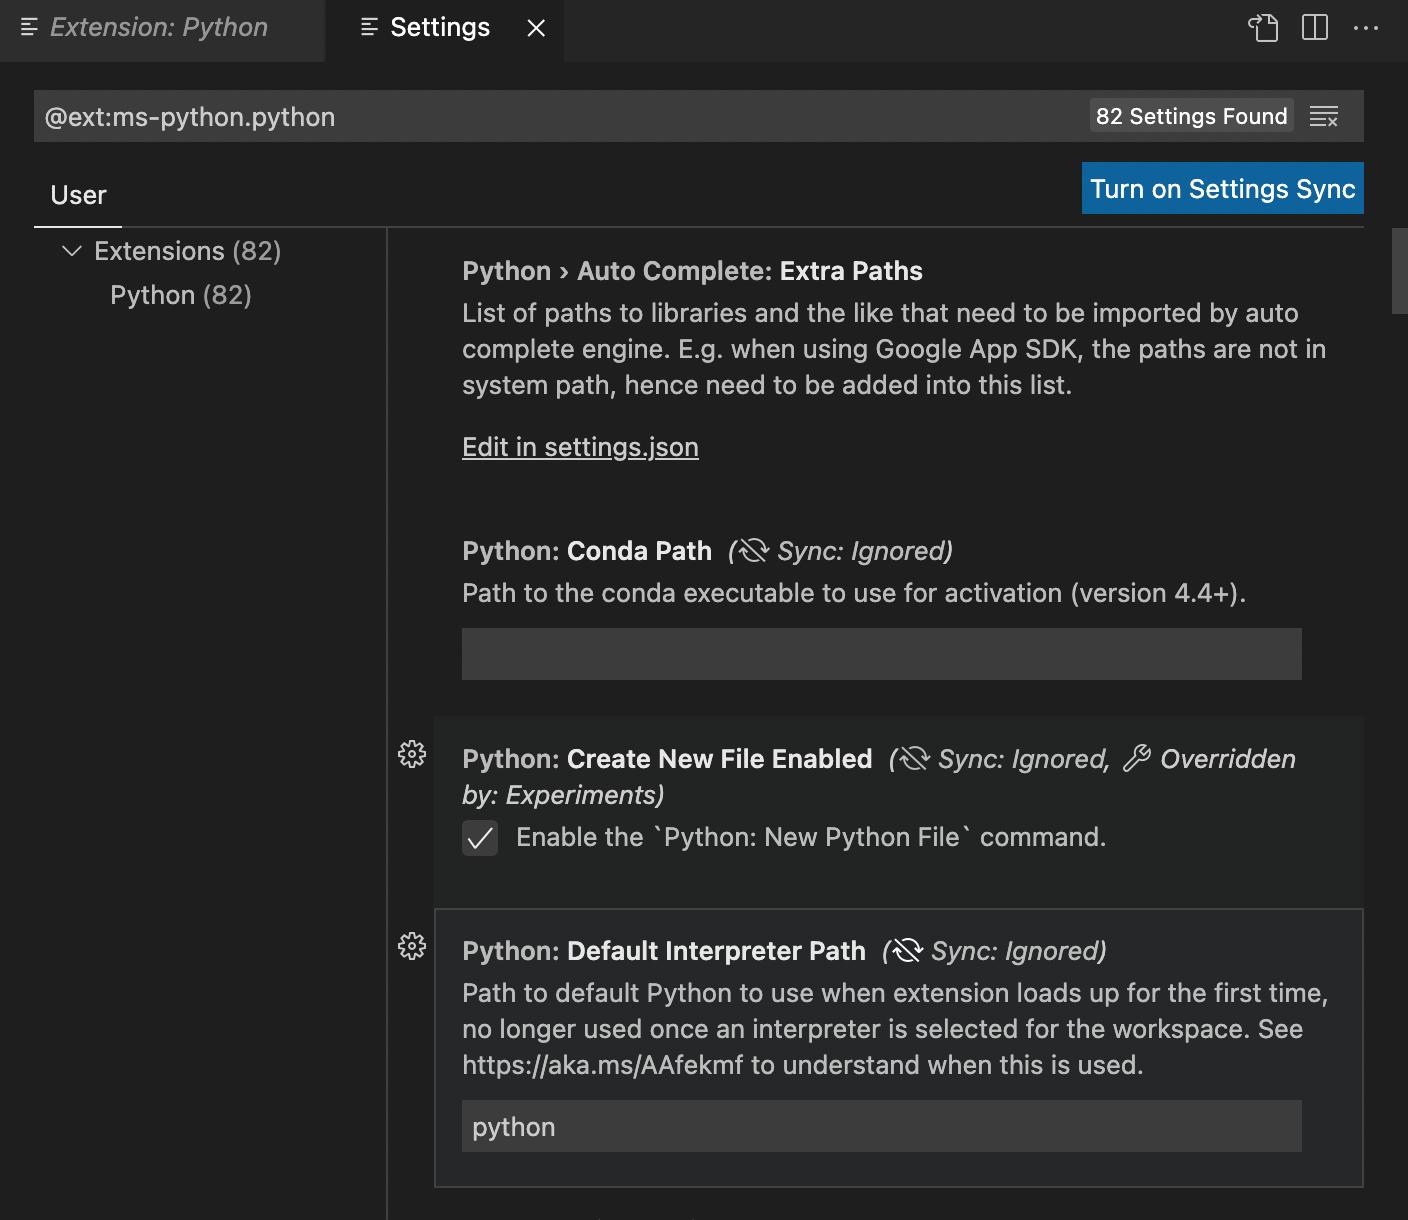 Extension: Python
Settings
@ext:ms-python.python
82 Settings Found
User
Turn on Settings Sync
Extensions (82)
Python (82)
Python › Auto Complete: Extra Paths
List of paths to libraries and the like that need to be imported by auto
complete engine. E.g. when using Google App SDK, the paths are not in
system path, hence need to be added into this list.
Edit in settings.json
Python: Conda Path (Sync: Ignored)
Path to the conda executable to use for activation (version 4.4+).
Python: Create New File Enabled (Sync: Ignored, Overridden
by: Experiments)
Enable the `Python: New Python File` command.
Python: Default Interpreter Path (Sync: Ignored)
Path to default Python to use when extension loads up for the first time,
no longer used once an interpreter is selected for the workspace. See
https://aka.ms/AAfekmf to understand when this is used.
python